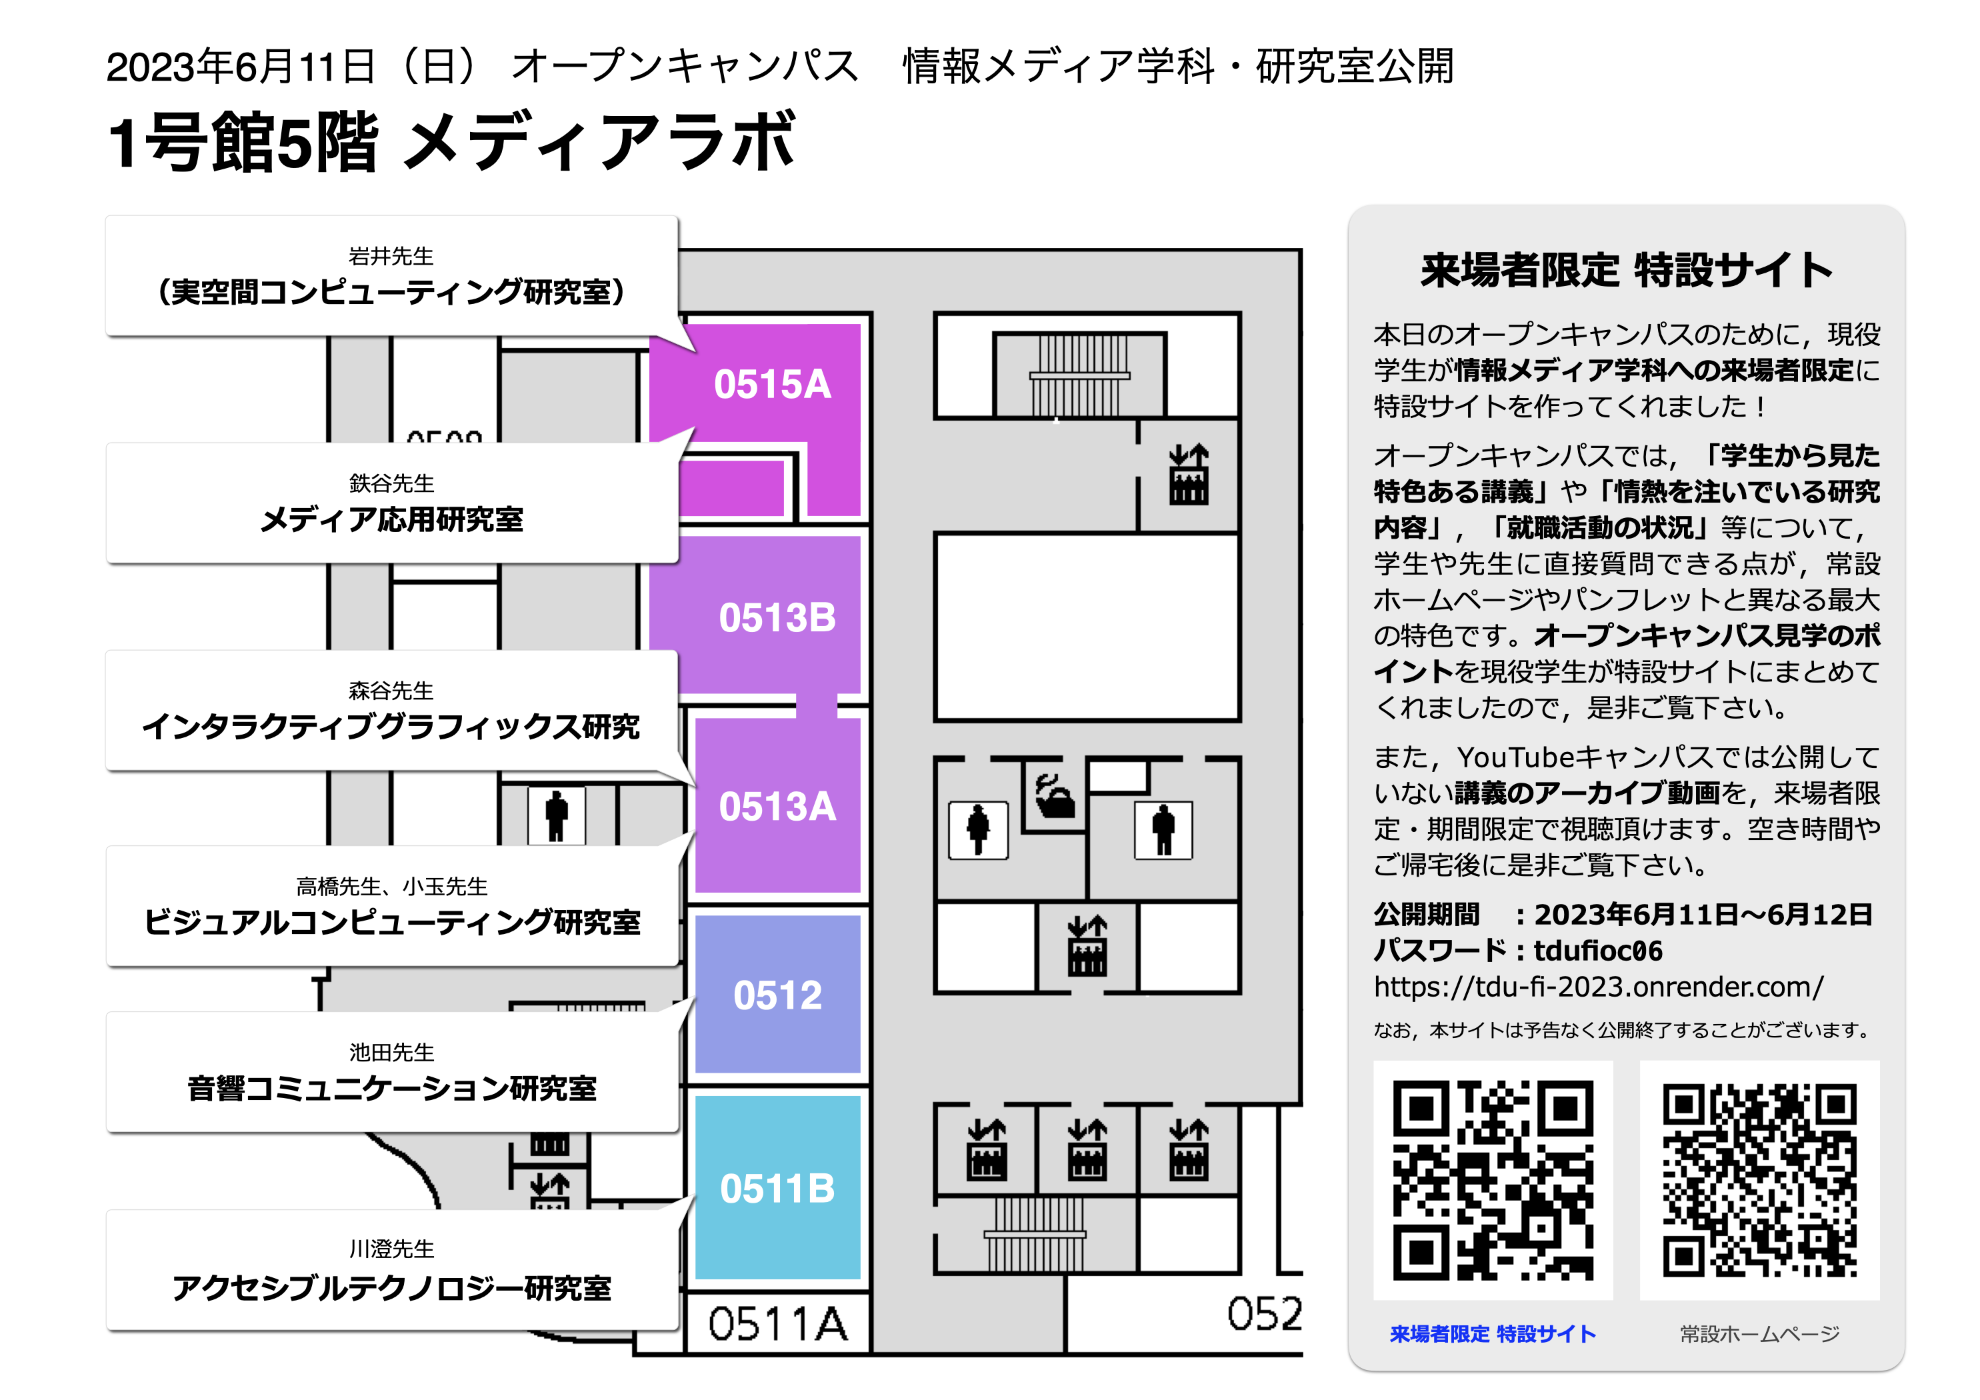 2023年6月11日（日） オープンキャンパス　情報メディア学科・研究室公開
1号館5階 メディアラボ
岩井先生
（実空間コンピューティング研究室）
鉄谷先生
メディア応用研究室
森谷先生
インタラクティブグラフィックス研究
高橋先生、小玉先生
ビジュアルコンピューティング研究室
池田先生
音響コミュニケーション研究室
川澄先生
アクセシブルテクノロジー研究室
0515A
0513B
0513A
0512
0511B
0511A
052
来場者限定 特設サイト
本日のオープンキャンパスのために，現役
学生が情報メディア学科への来場者限定に
特設サイトを作ってくれました！
オープンキャンパスでは，「学生から見た
特色ある講義」や「情熱を注いでいる研究
内容」，「就職活動の状況」等について，
学生や先生に直接質問できる点が，常設
ホームページやパンフレットと異なる最大
の特色です。オープンキャンパス見学のポ
イントを現役学生が特設サイトにまとめて
くれましたので，是非ご覧下さい。
また，YouTubeキャンパスでは公開して
いない講義のアーカイブ動画を，来場者限
定・期間限定で視聴頂けます。空き時間や
ご帰宅後に是非ご覧下さい。
公開期間　：2023年6月11日〜6月12日
パスワード：tdufioc06
https://tdu-fi-2023.onrender.com/
なお，本サイトは予告なく公開終了することがございます。
来場者限定 特設サイト
常設ホームページ